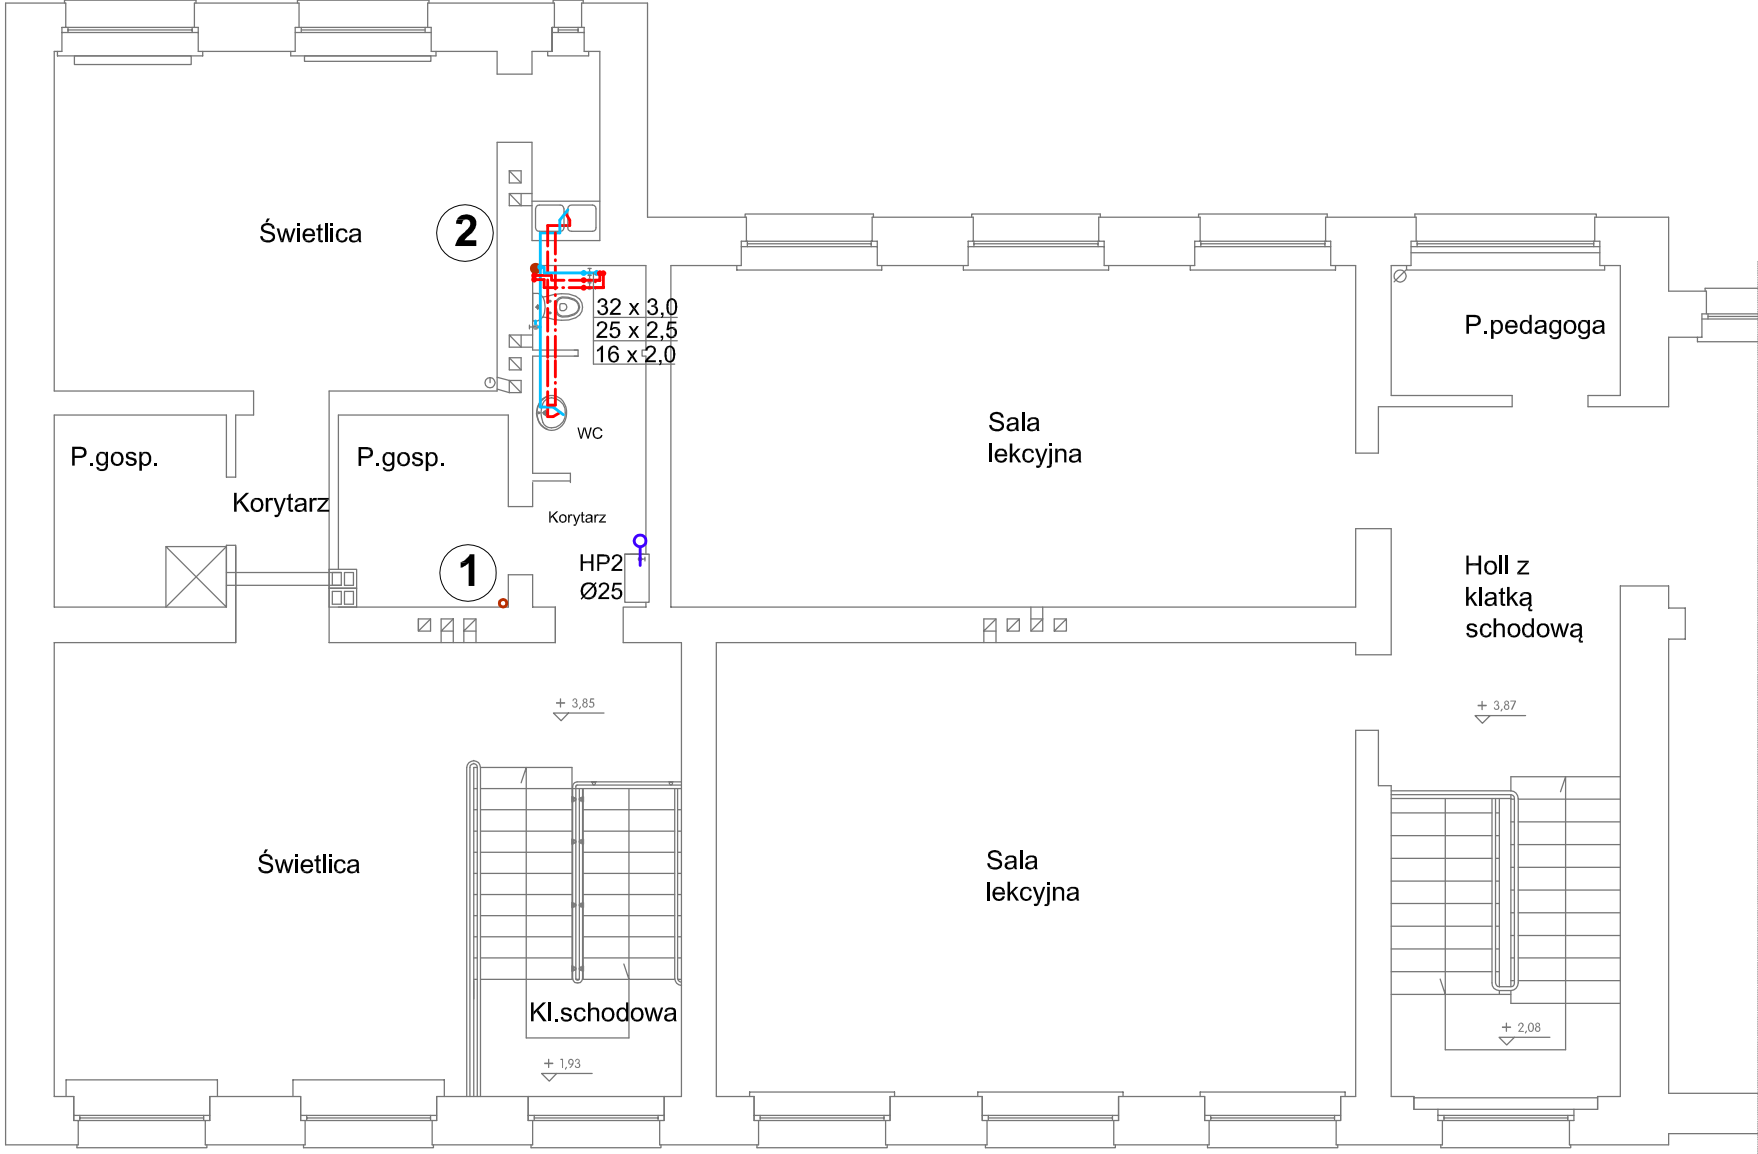 Świetlica
2
32 x 3,0
25 x 2,5
16 x 2,0
P.pedagoga
Sala
lekcyjna
WC
P.gosp.
P.gosp.
Korytarz
Korytarz
HP2
Ø25
1
Holl z
klatką
schodową
+ 3,85
+ 3,87
Świetlica
Sala
lekcyjna
Kl.schodowa
+ 2,08
+ 1,93